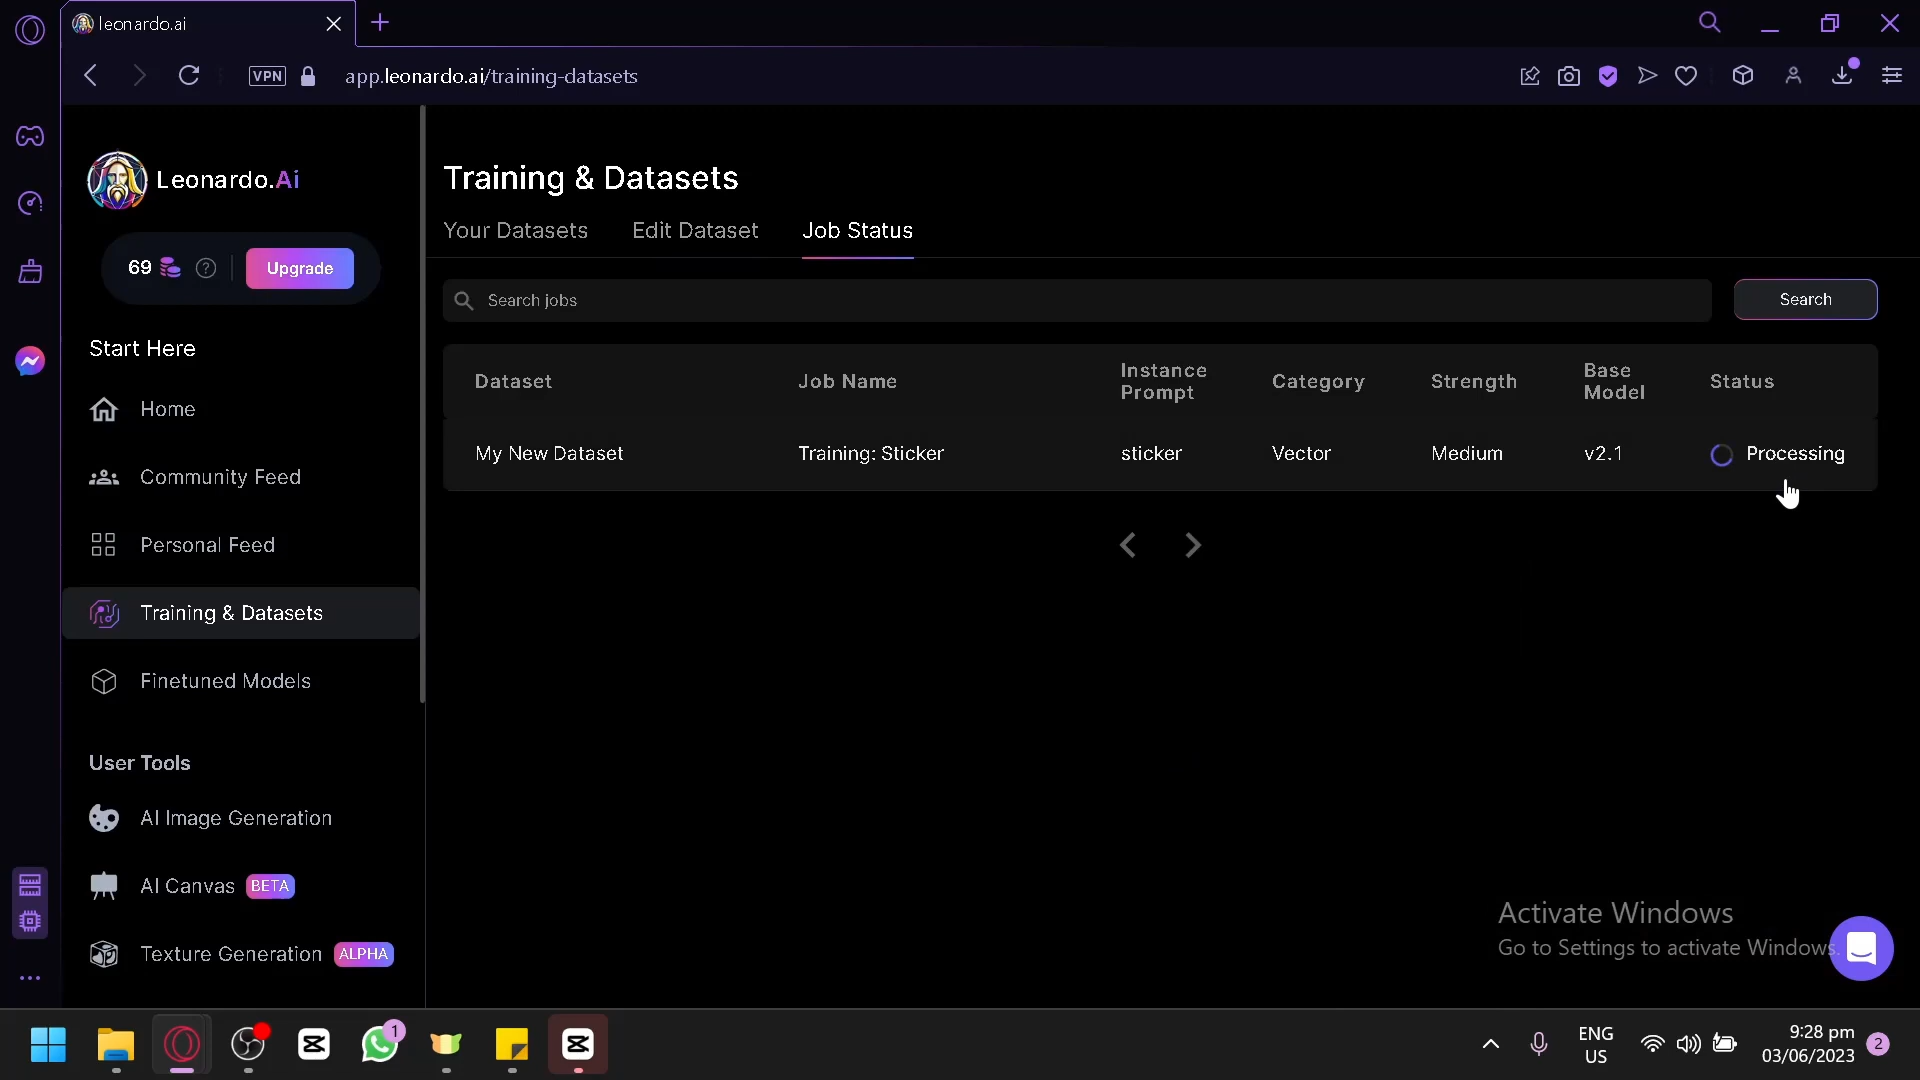 leonardo.ai
VPN
app.leonardo.ai/training-datasets
Leonardo.Ai
69
?
Upgrade
Start Here
Home
Community Feed
Personal Feed
Training & Datasets
Finetuned Models
User Tools
AI Image Generation
AI Canvas BETA
Texture Generation ALPHA
Training & Datasets
Your Datasets Edit Dataset Job Status
Search jobs
Search
Dataset Job Name Instance Prompt Category Strength Base Model Status
My New Dataset Training: Sticker sticker Vector Medium v2.1 Processing
Activate Windows
Go to Settings to activate Windows.
1
ENG
US
9:28 pm
03/06/2023
2